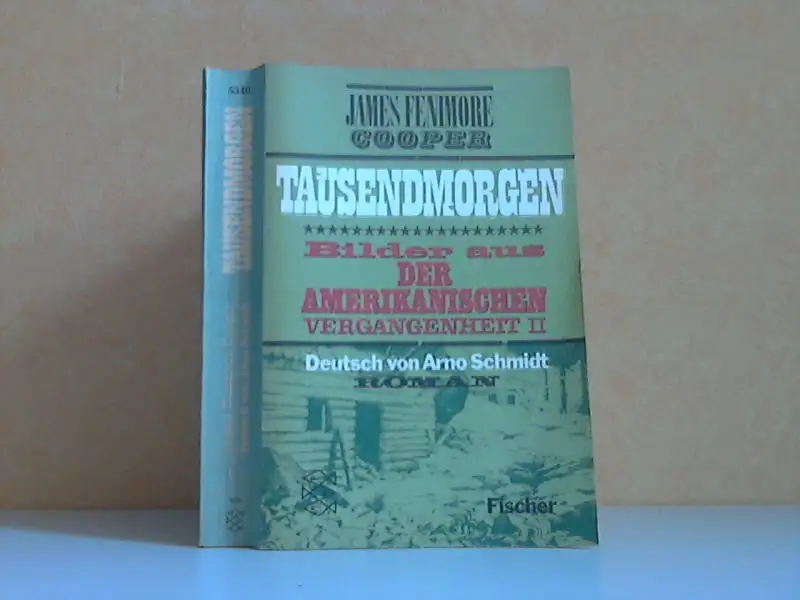 JAMES FENIMORE
COOPER
TAUSENDMORGEN
Bilder aus
DER
AMERIKANISCHEN
VERGANGENHEIT II
Deutsch von Arno Schmidt
ROMAN
Fischer
TAUSENDMORGEN